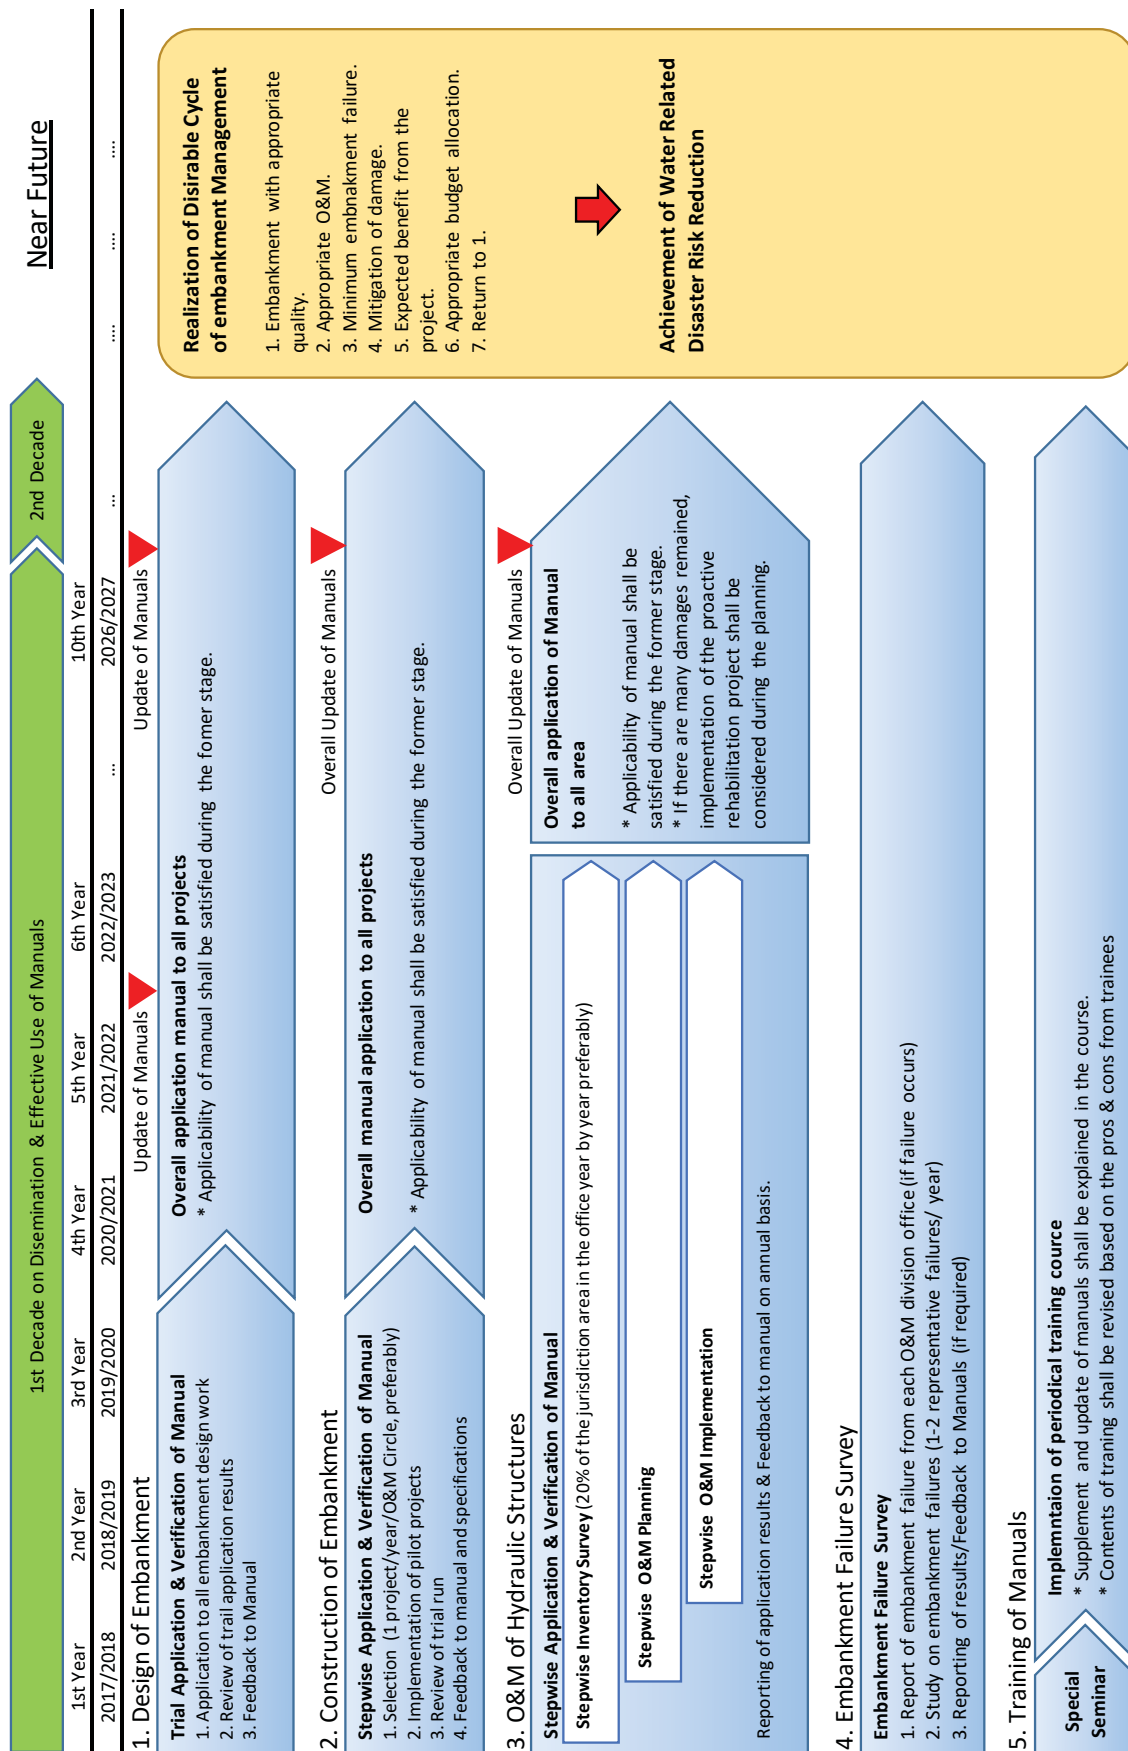 Near Future
1st Decade on Disemination & Effective Use of Manuals
2nd Decade
1st Year
2nd Year
3rd Year
4th Year
5th Year
6th Year
10th Year
2017/2018
2018/2019
2019/2020
2020/2021
2021/2022
2022/2023
...
2026/2027
...
....
....
....
1. Design of Embankment
Update of Manuals
Update of Manuals
Trial Application & Verification of Manual
1. Application to all embankment design work
2. Review of trail application results
3. Feedback to Manual
Overall application manual to all projects
* Applicability of manual shall be satisfied during the fomer stage.
2. Construction of Embankment
Overall Update of Manuals
Stepwise Application & Verification of Manual
1. Selection (1 project/year/O&M Circle, preferably)
2. Implementation of pilot projects
3. Review of trial run
4. Feedback to manual and specifications
Overall manual application to all projects
* Applicability of manual shall be satisfied during the former stage.
3. O&M of Hydraulic Structures
Overall Update of Manuals
Stepwise Application & Verification of Manual
Stepwise Inventory Survey (20% of the jurisdiction area in the office year by year preferably)
Stepwise O&M Planning
Stepwise O&M Implementation
Reporting of application results & Feedback to manual on annual basis.
Overall application of Manual
to all area
* Applicability of manual shall be
satisfied during the former stage.
* If there are many damages remained,
implementation of the proactive
rehabilitation project shall be
considered during the planning.
4. Embankment Failure Survey
Embankment Failure Survey
1. Report of embankment failure from each O&M division office (if failure occurs)
2. Study on embankment failures (1-2 representative failures/ year)
3. Reporting of results/Feedback to Manuals (if required)
5. Training of Manuals
Special
Seminar
Implemntaion of periodical training cource
* Supplement and update of manuals shall be explained in the course.
* Contents of traning shall be revised based on the pros & cons from trainees
Realization of Disirable Cycle
of embankment Management
1. Embankment with appropriate
quality.
2. Appropriate O&M.
3. Minimum embnakment failure.
4. Mitigation of damage.
5. Expected benefit from the
project.
6. Appropriate budget allocation.
7. Return to 1.
Achievement of Water Related
Disaster Risk Reduction